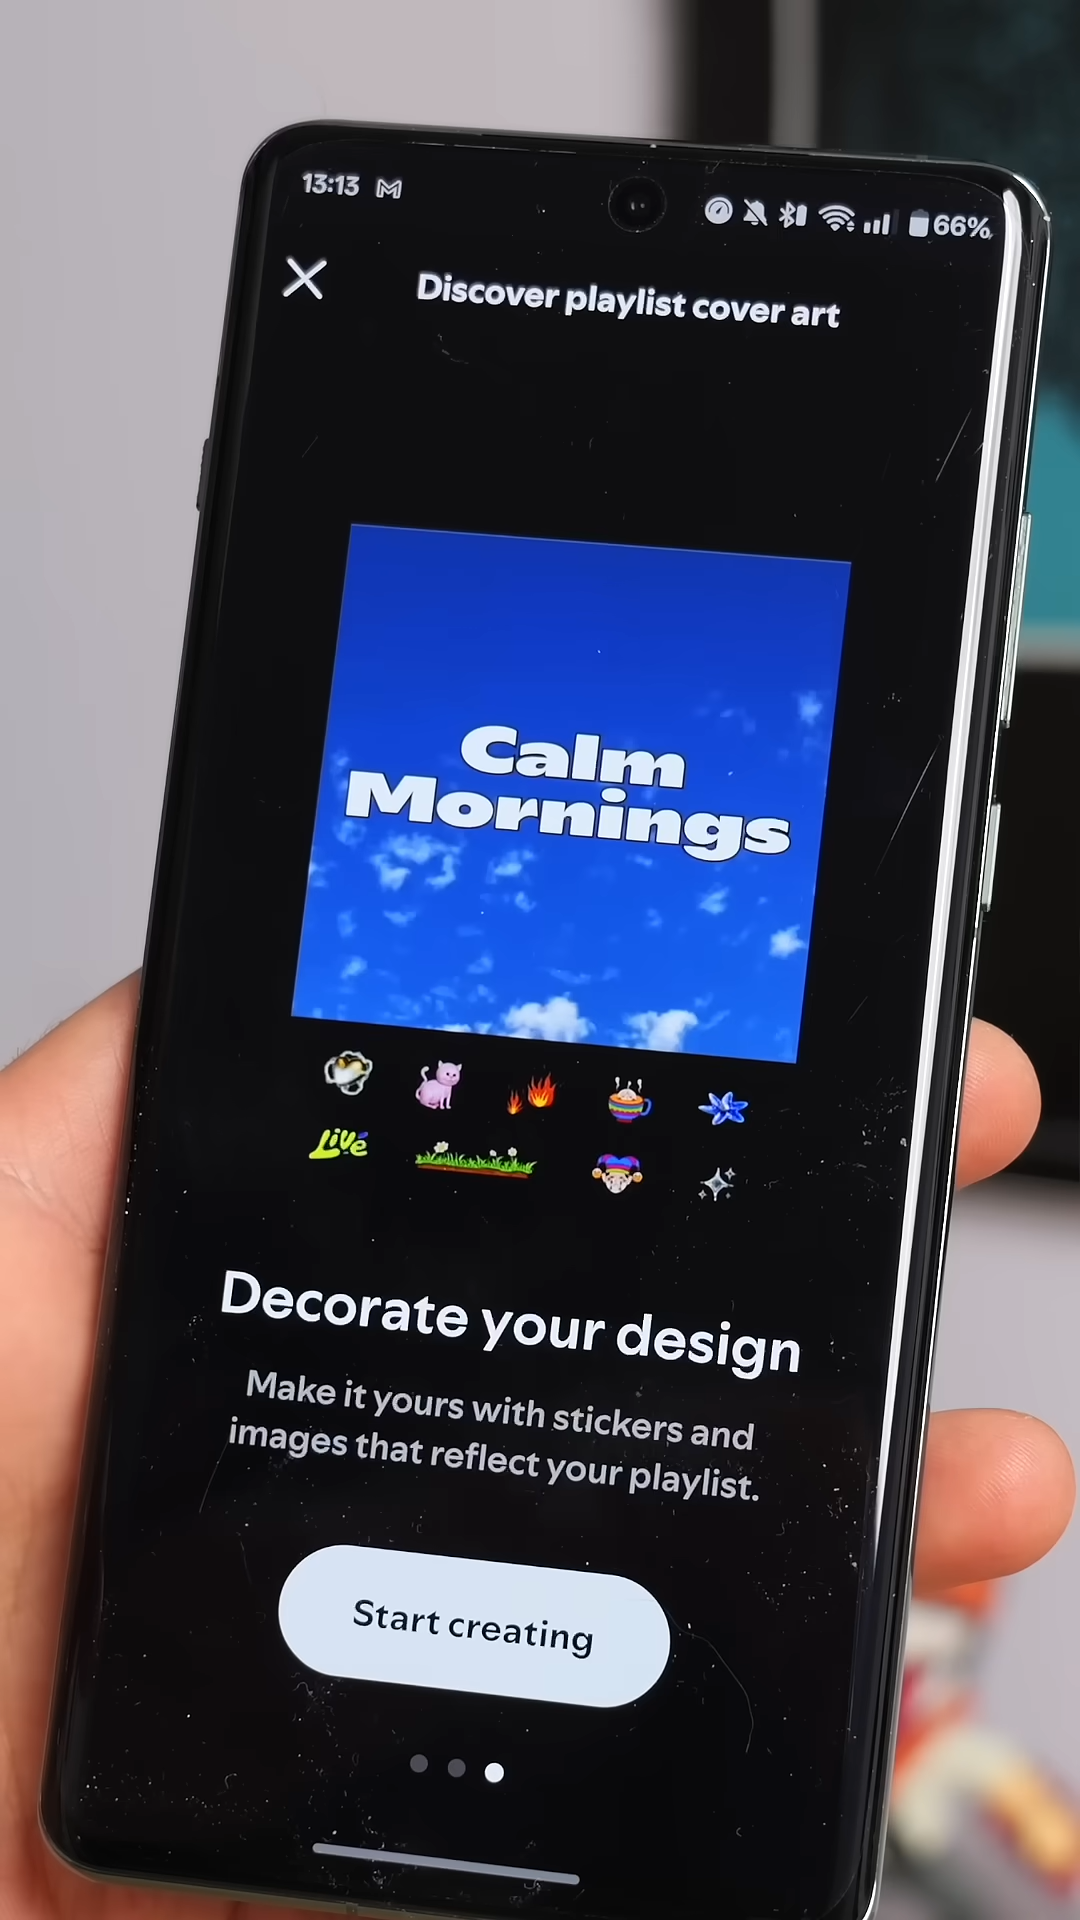 13:13
66%
Discover playlist cover art
Calm
Mornings
Live
Decorate your design
Make it yours with stickers and
images that reflect your playlist.
Start creating